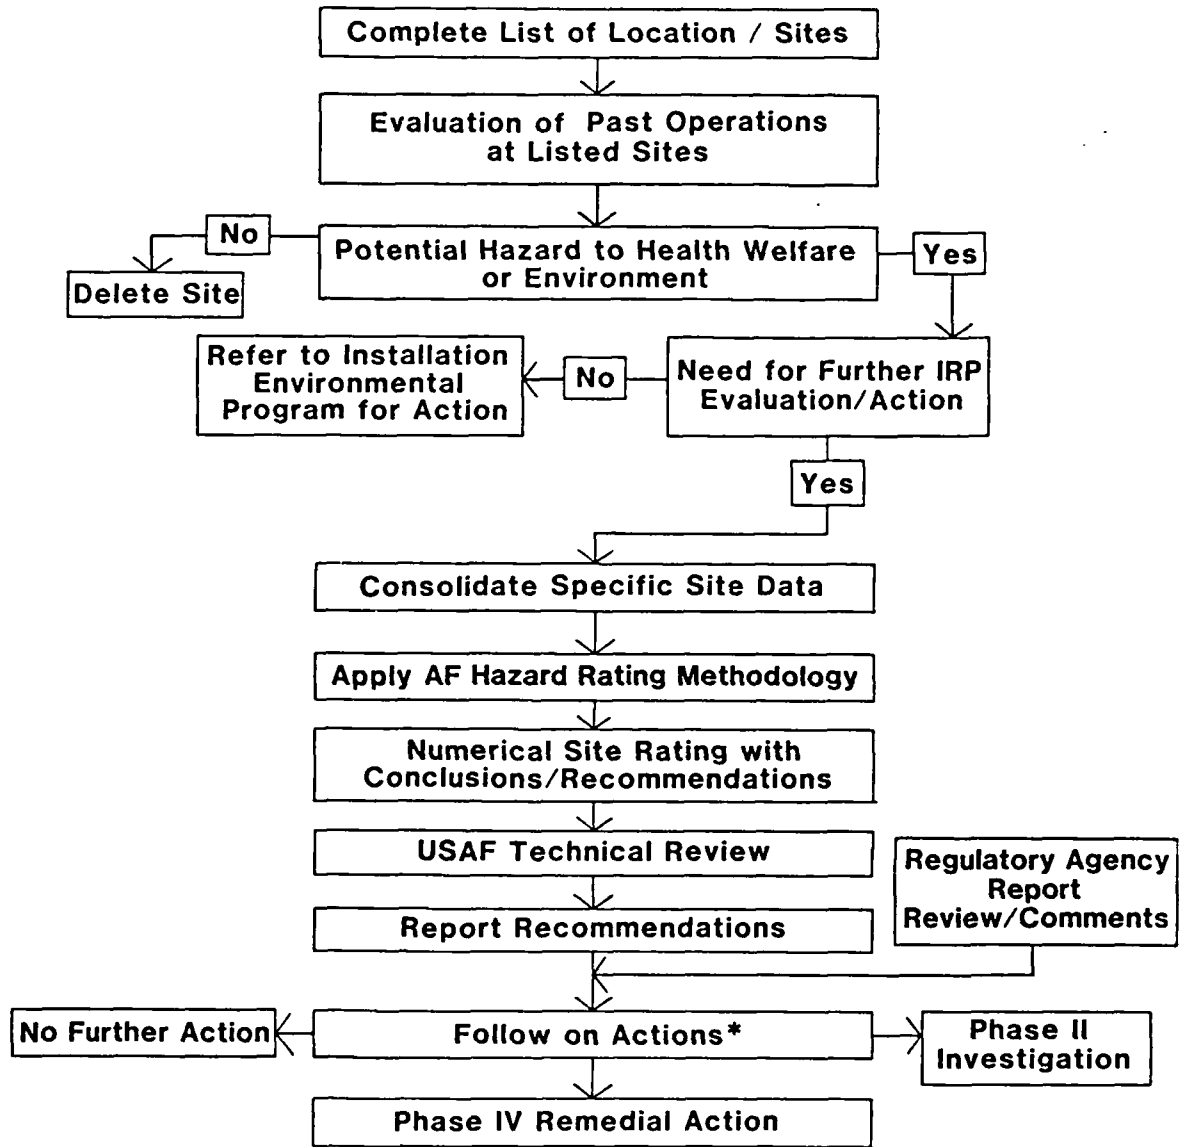 Complete List of Location / Sites
Evaluation of Past Operations
at Listed Sites
No
Potential Hazard to Health Welfare
or Environment
Yes
Delete Site
Refer to Installation
Environmental
Program for Action
No
Need for Further IRP
Evaluation/Action
Yes
Consolidate Specific Site Data
Apply AF Hazard Rating Methodology
Numerical Site Rating with
Conclusions/Recommendations
USAF Technical Review
Regulatory Agency
Report
Review/Comments
Report Recommendations
No Further Action
Follow on Actions*
Phase II
Investigation
Phase IV Remedial Action